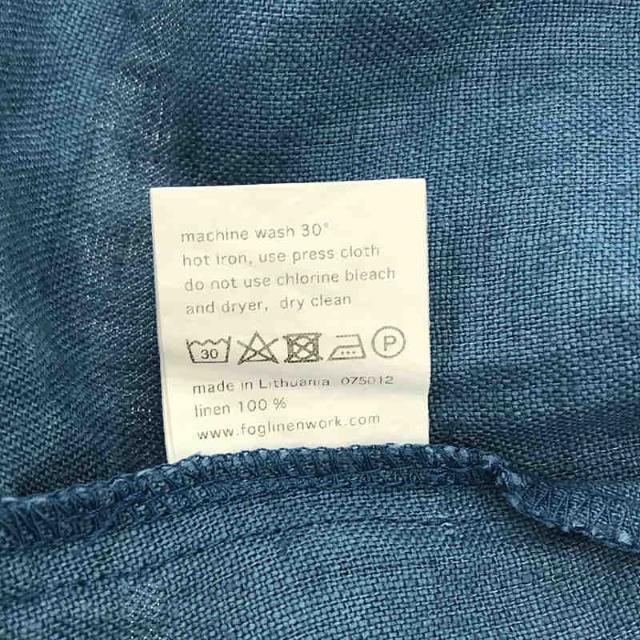 machine wash 30°
hot iron, use press cloth
do not use chlorine bleach
and dryer, dry clean
30 P
made in Lithuania 075012
linen 100 %
www.foglinenwork.com